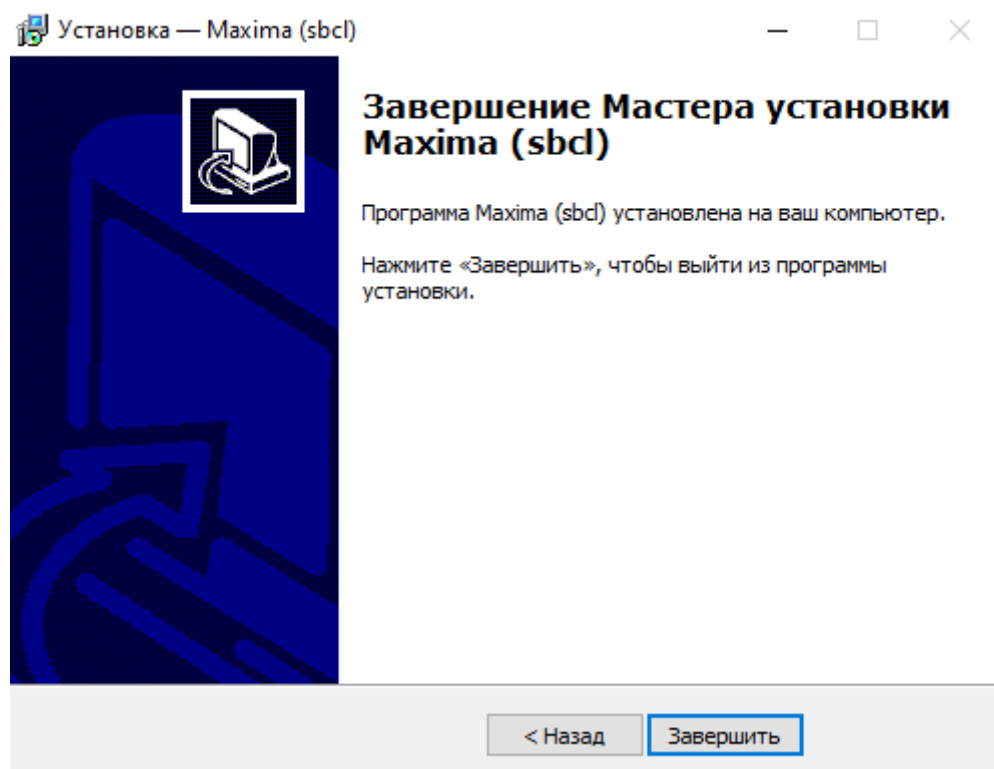 Установка — Maxima (sbcl)
Завершение Мастера установки
Maxima (sbcl)
Программа Maxima (sbcl) установлена на ваш компьютер.
Нажмите «Завершить», чтобы выйти из программы
установки.
< Назад
Завершить